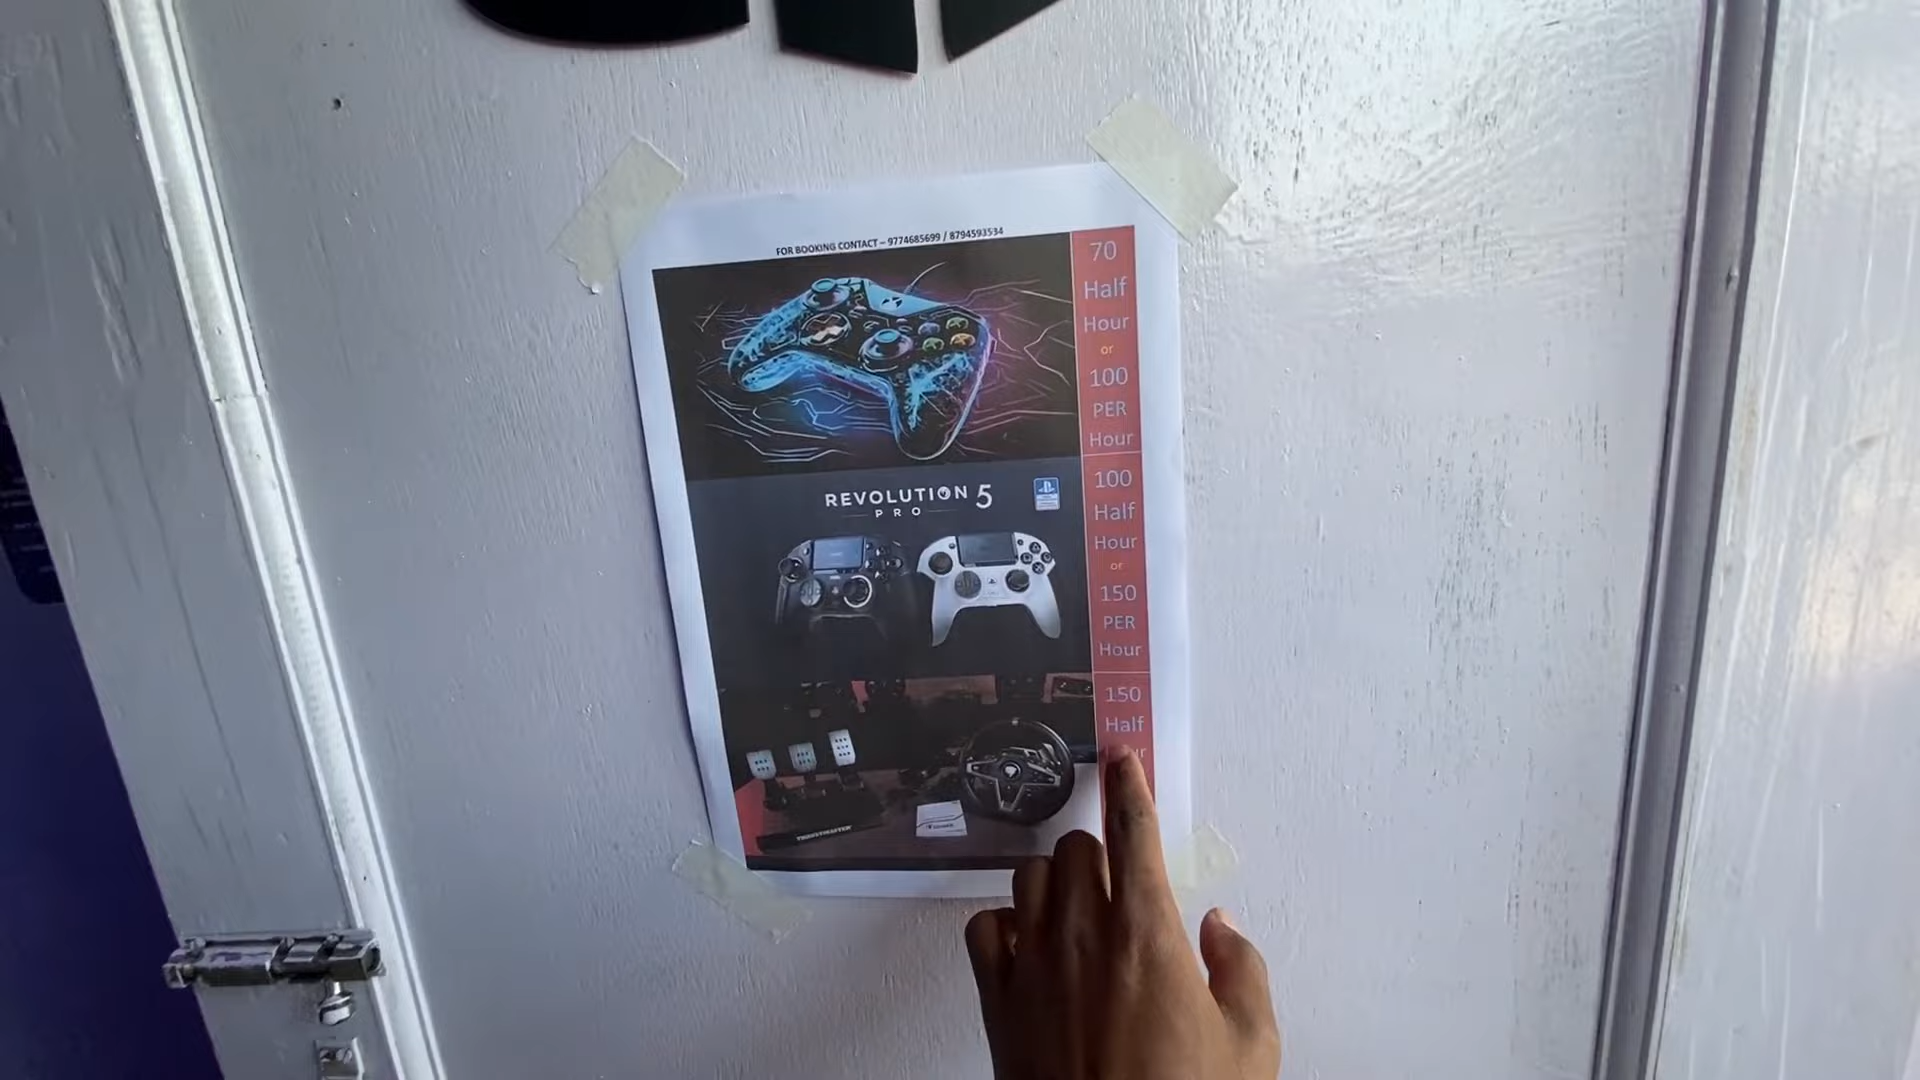 FOR BOOKING CONTACT – 9774685699 / 8794593534
70
Half
Hour
or
100
PER
Hour
REVOLUTION 5
PRO
100
Half
Hour
or
150
PER
Hour
150
Half
THRUSTMASTER